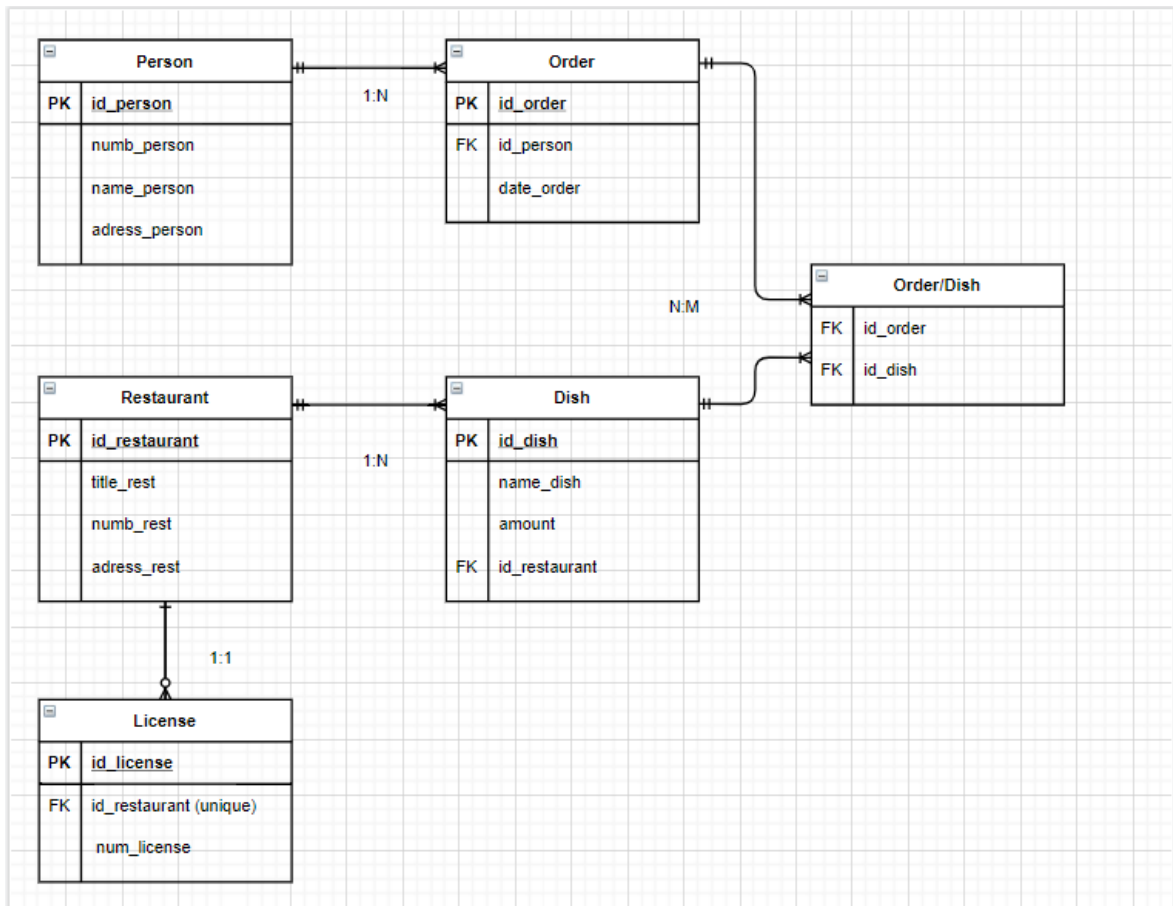 Person
PK id_person
numb_person
name_person
adress_person
1:N
Order
PK id_order
FK id_person
date_order
N:M
Order/Dish
FK id_order
FK id_dish
Restaurant
PK id_restaurant
title_rest
numb_rest
adress_rest
1:N
Dish
PK id_dish
name_dish
amount
FK id_restaurant
1:1
License
PK id_license
FK id_restaurant (unique)
num_license